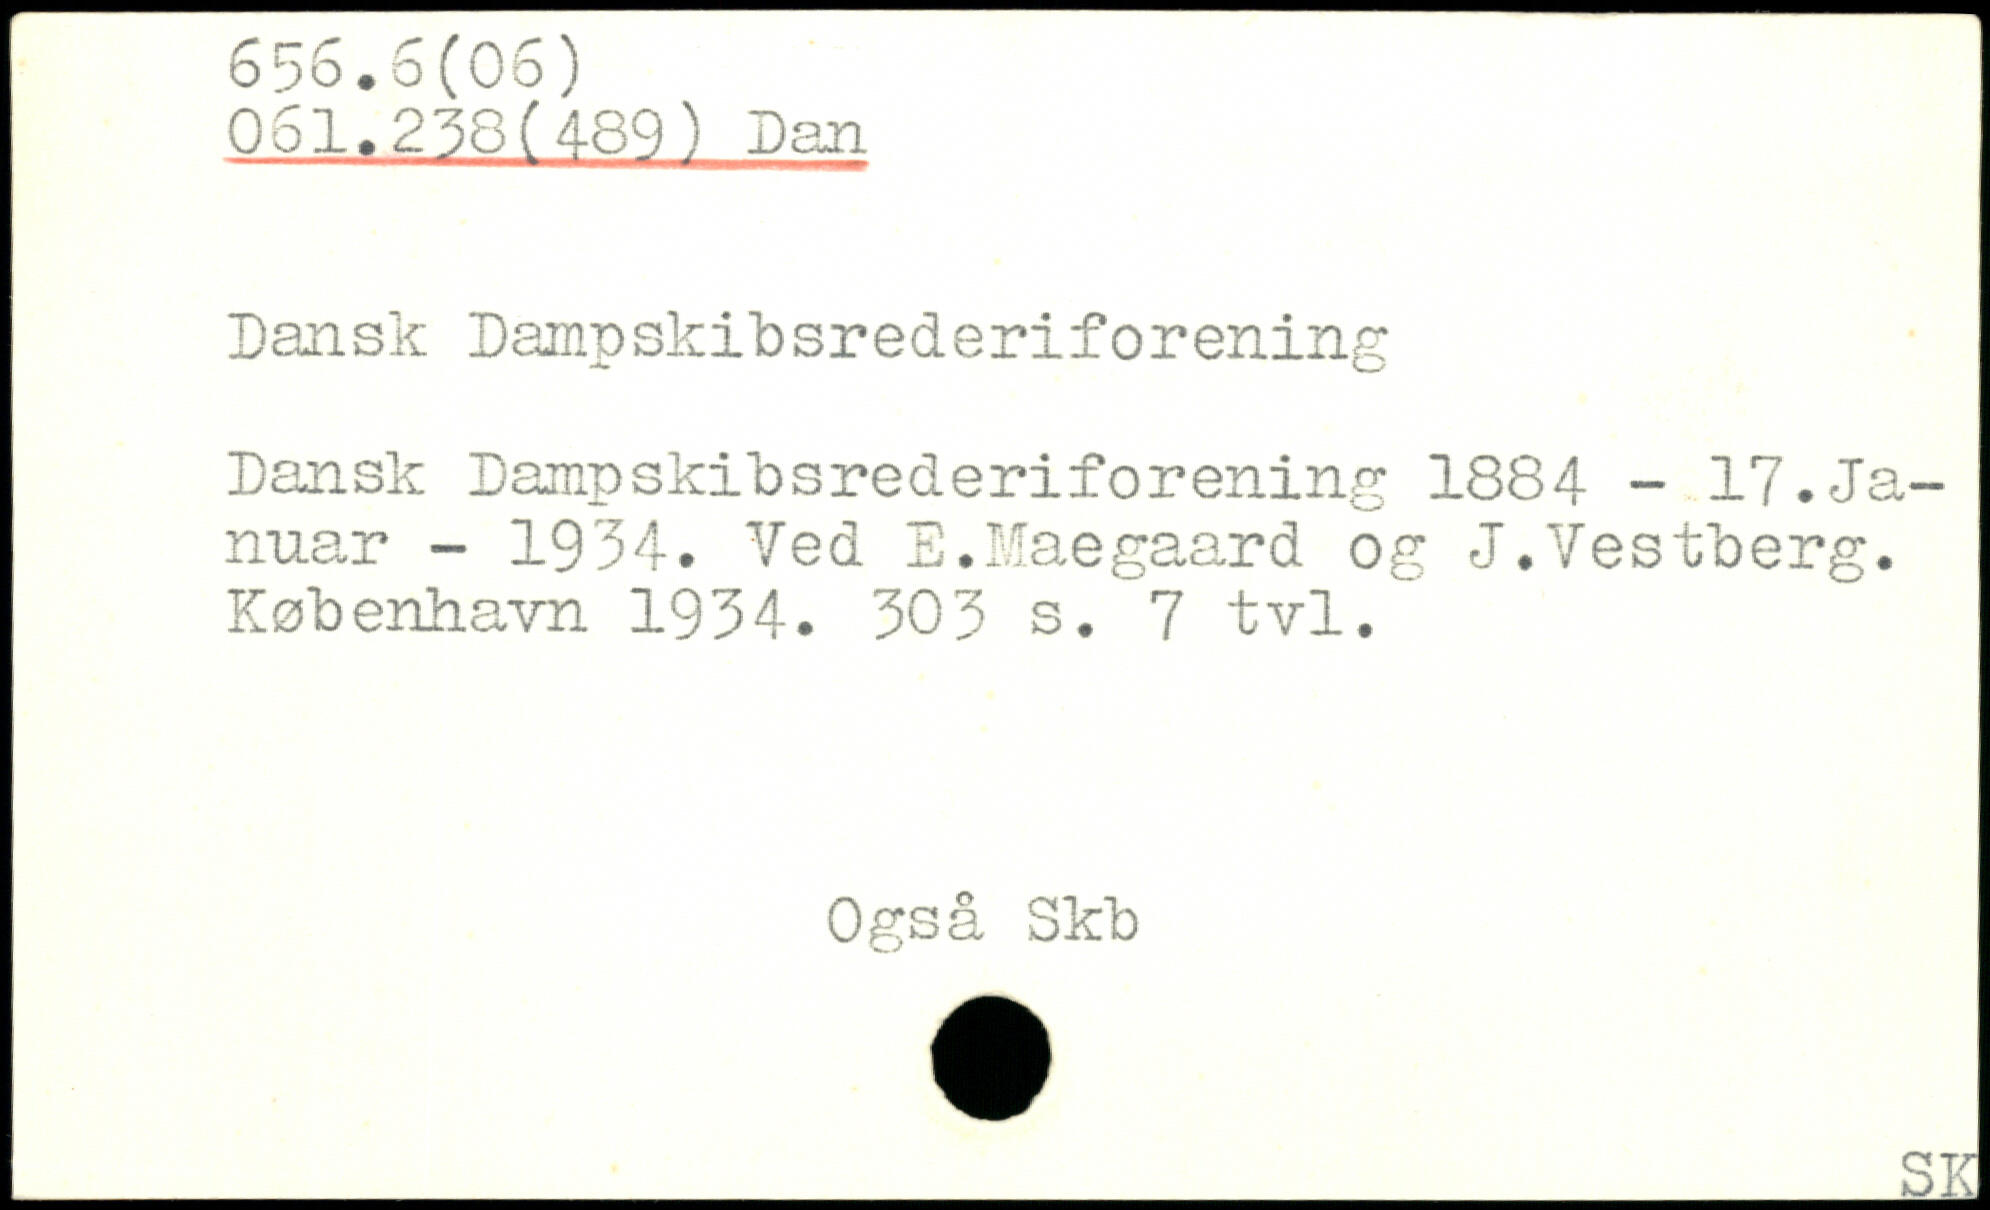 656.6(06)
061.238(489) Dan
Dansk Dampskibsrederiforening
Dansk Dampskibsrederiforening 1884 - 17.Ja-
nuar - 1934. Ved E.Maegaard og J.Vestberg.
København 1934. 303 s. 7 tvl.
Også Skb
SK